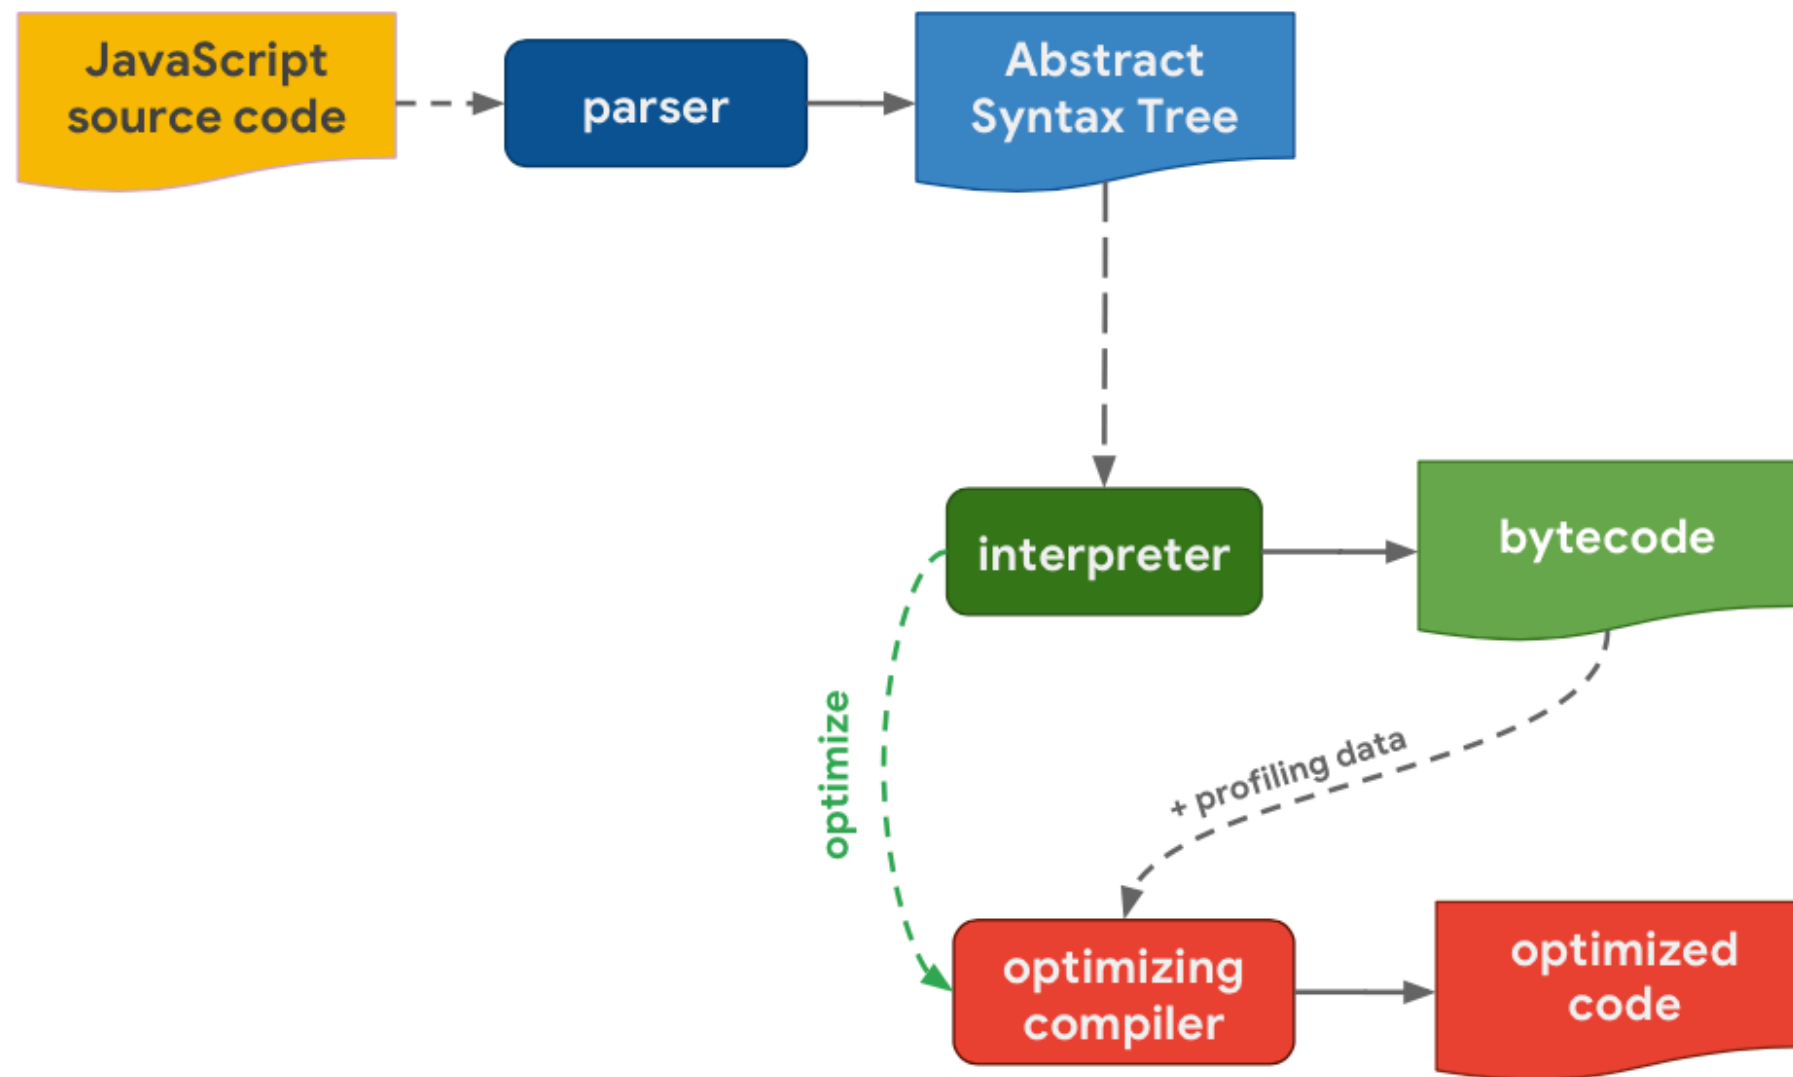 JavaScript
source code
parser
Abstract
Syntax Tree
interpreter
bytecode
optimize
+ profiling data
optimizing
compiler
optimized
code